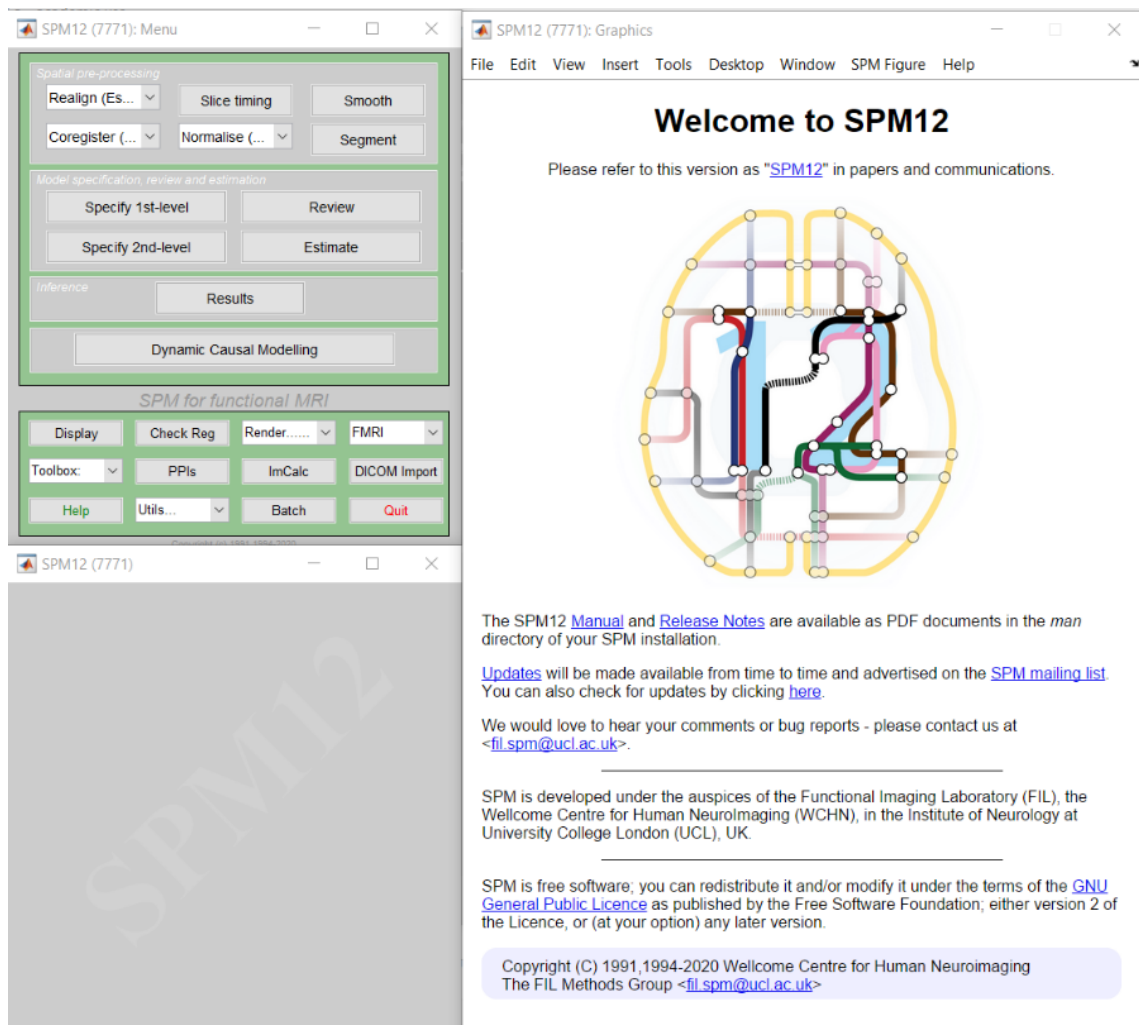 SPM12 (7771): Menu
Spatial pre-processing
Realign (Es...
Slice timing
Smooth
Coregister (...
Normalise (...
Segment
Model specification, review and estimation
Specify 1st-level
Review
Specify 2nd-level
Estimate
Inference
Results
Dynamic Causal Modelling
SPM for functional MRI
Display
Check Reg
Render......
FMRI
Toolbox:
PPIs
ImCalc
DICOM Import
Help
Utils...
Batch
Quit
Copyright (c) 1991,1994-2020
SPM12 (7771)
SPM12
SPM12 (7771): Graphics
File Edit View Insert Tools Desktop Window SPM Figure Help
Welcome to SPM12
Please refer to this version as "SPM12" in papers and communications.
12
The SPM12 Manual and Release Notes are available as PDF documents in the man
directory of your SPM installation.
Updates will be made available from time to time and advertised on the SPM mailing list.
You can also check for updates by clicking here.
We would love to hear your comments or bug reports - please contact us at
<fil.spm@ucl.ac.uk>.
SPM is developed under the auspices of the Functional Imaging Laboratory (FIL), the
Wellcome Centre for Human NeuroImaging (WCHN), in the Institute of Neurology at
University College London (UCL), UK.
SPM is free software; you can redistribute it and/or modify it under the terms of the GNU
General Public Licence as published by the Free Software Foundation; either version 2 of
the Licence, or (at your option) any later version.
Copyright (C) 1991,1994-2020 Wellcome Centre for Human Neuroimaging
The FIL Methods Group <fil.spm@ucl.ac.uk>